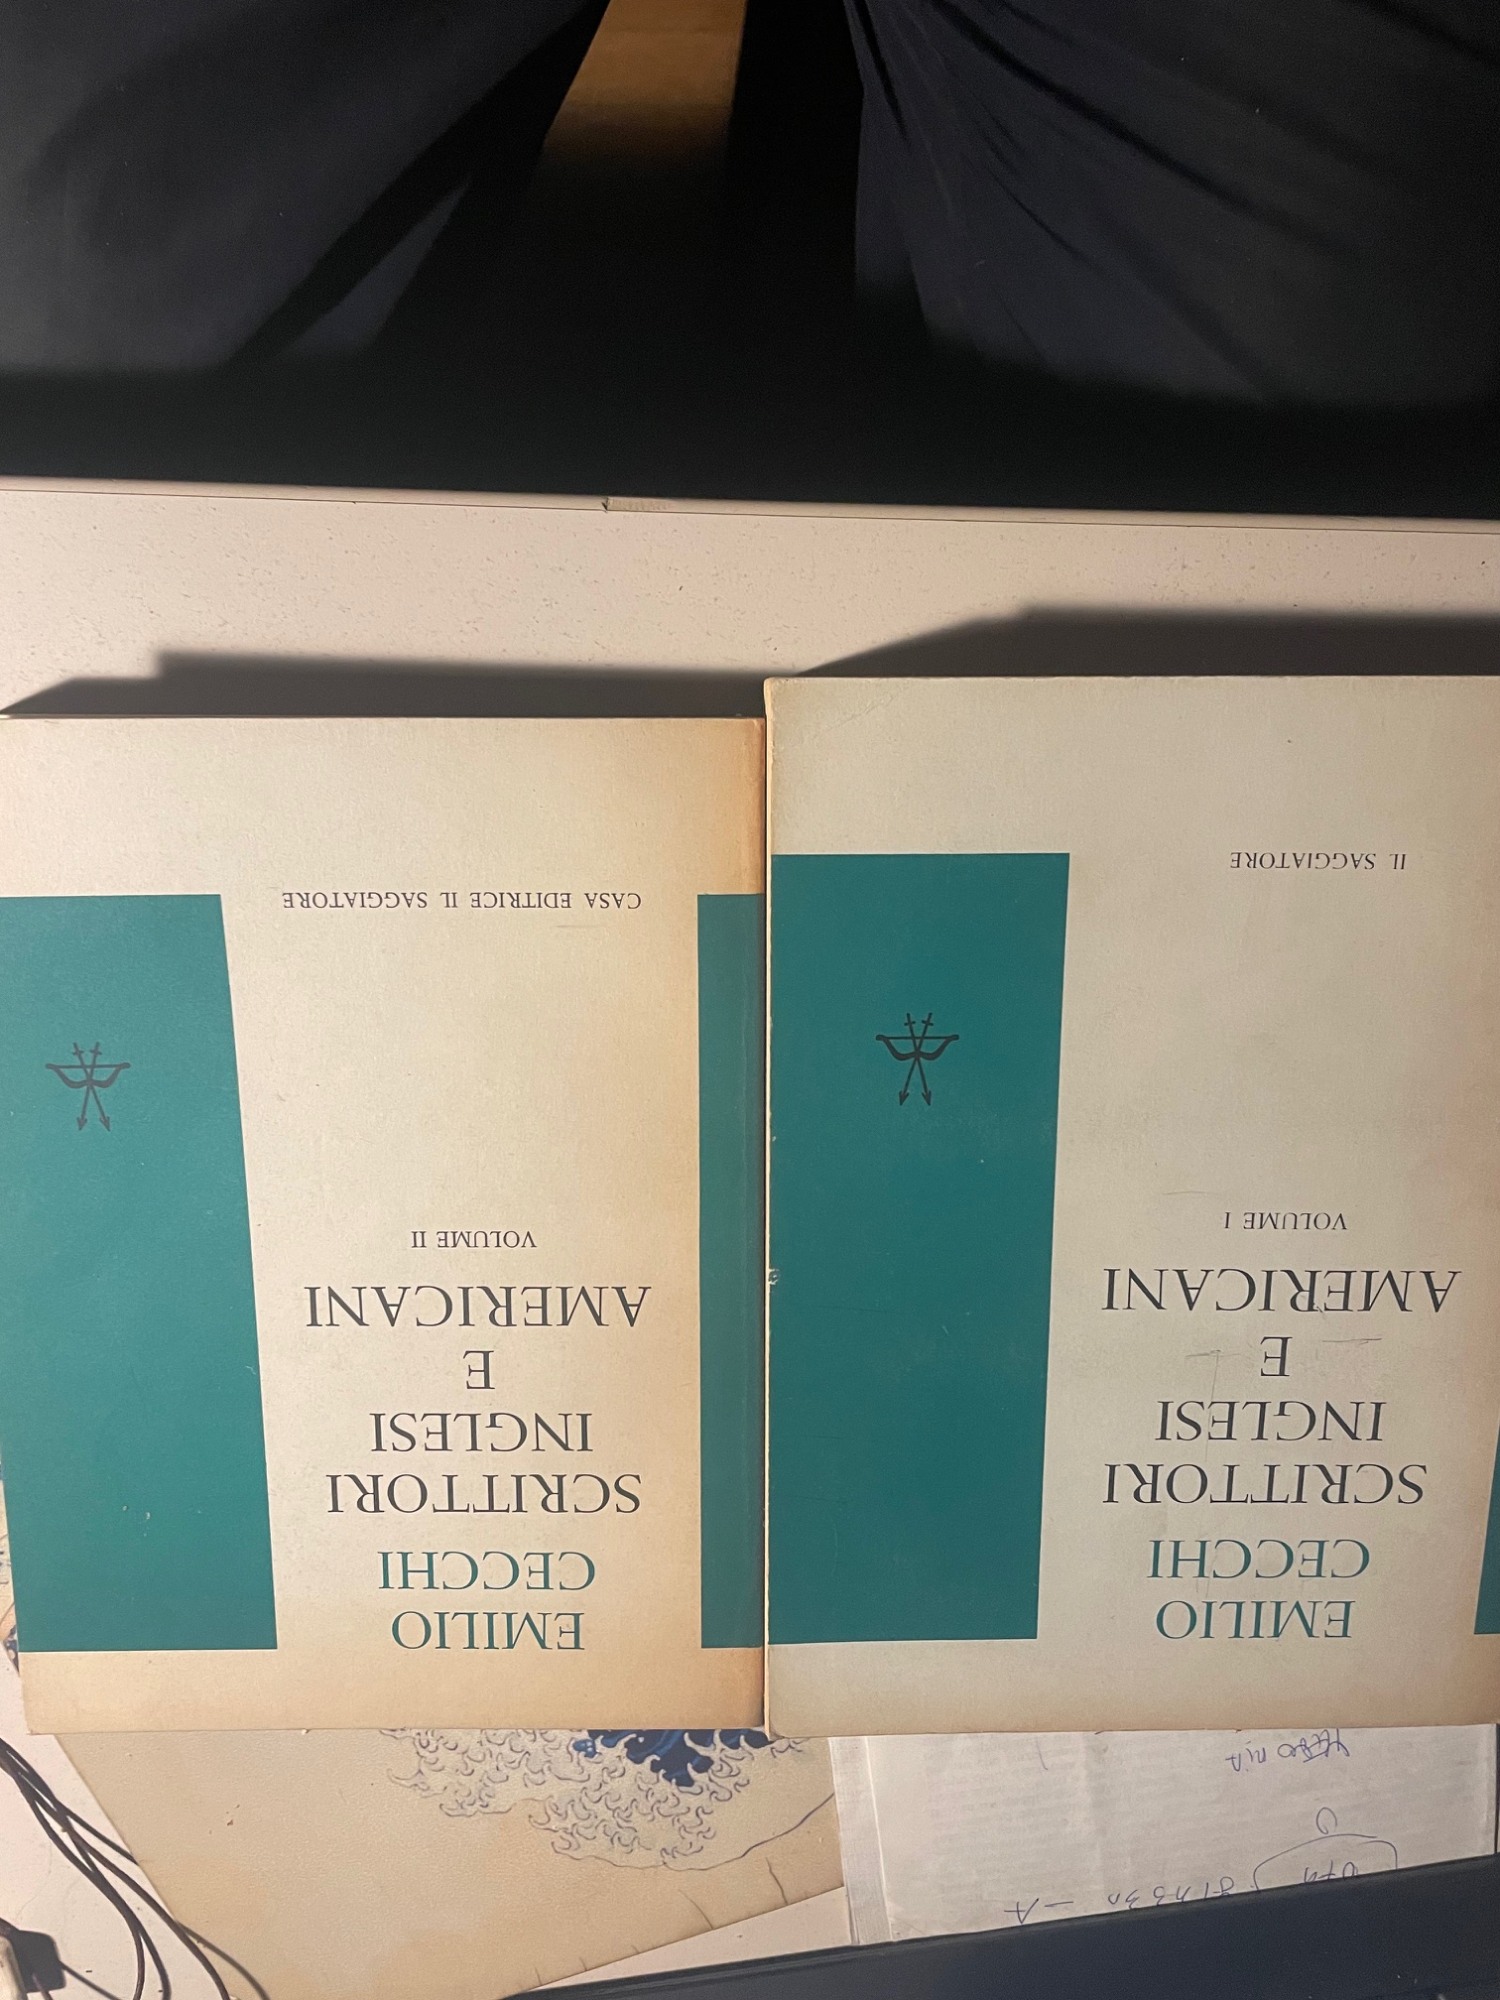 EMILIO
CECCHI
SCRITTORI
INGLESI
E
AMERICANI
VOLUME I
IL SAGGIATORE
EMILIO
CECCHI
SCRITTORI
INGLESI
E
AMERICANI
VOLUME II
CASA EDITRICE IL SAGGIATORE